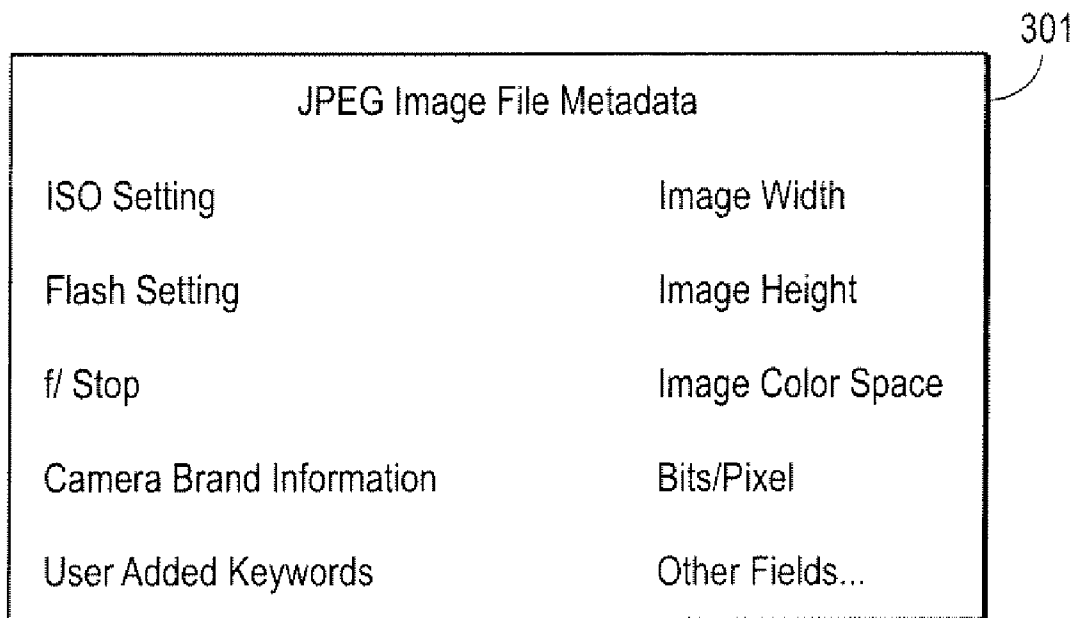 301
JPEG Image File Metadata
ISO Setting
Image Width
Flash Setting
Image Height
f/ Stop
Image Color Space
Camera Brand Information
Bits/Pixel
User Added Keywords
Other Fields...